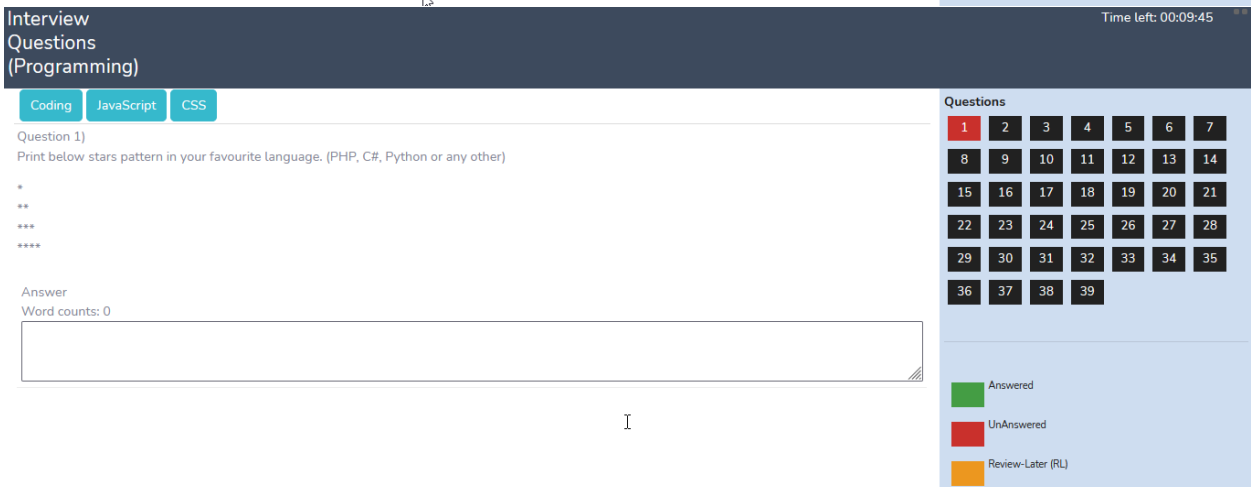 Interview
Questions
(Programming)
Time left: 00:09:45
Coding JavaScript CSS
Question 1)
Print below stars pattern in your favourite language. (PHP, C#, Python or any other)
*
**
***
****
Answer
Word counts: 0
Questions
1 2 3 4 5 6 7
8 9 10 11 12 13 14
15 16 17 18 19 20 21
22 23 24 25 26 27 28
29 30 31 32 33 34 35
36 37 38 39
Answered
UnAnswered
Review-Later (RL)